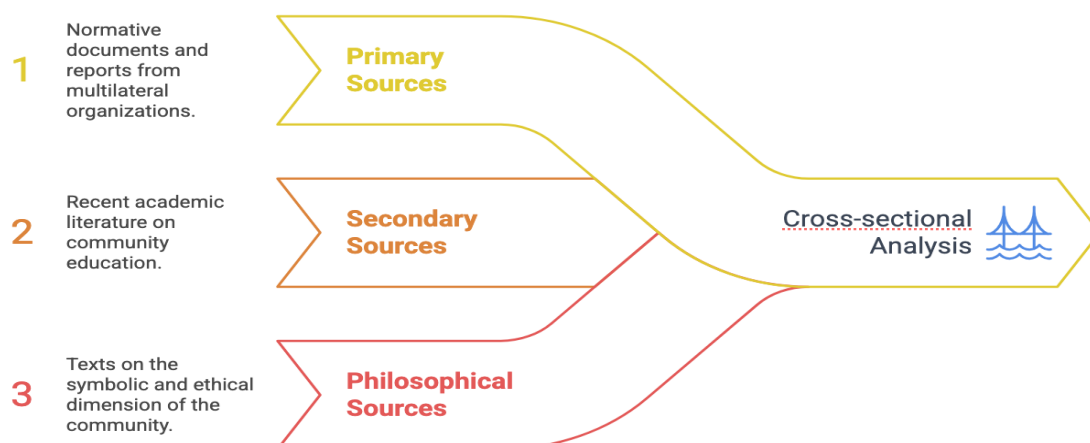 1
Normative
documents and
reports from
multilateral
organizations.
Primary
Sources
2
Recent academic
literature on
community
education.
Secondary
Sources
Cross-sectional
Analysis
3
Texts on the
symbolic and ethical
dimension of the
community.
Philosophical
Sources